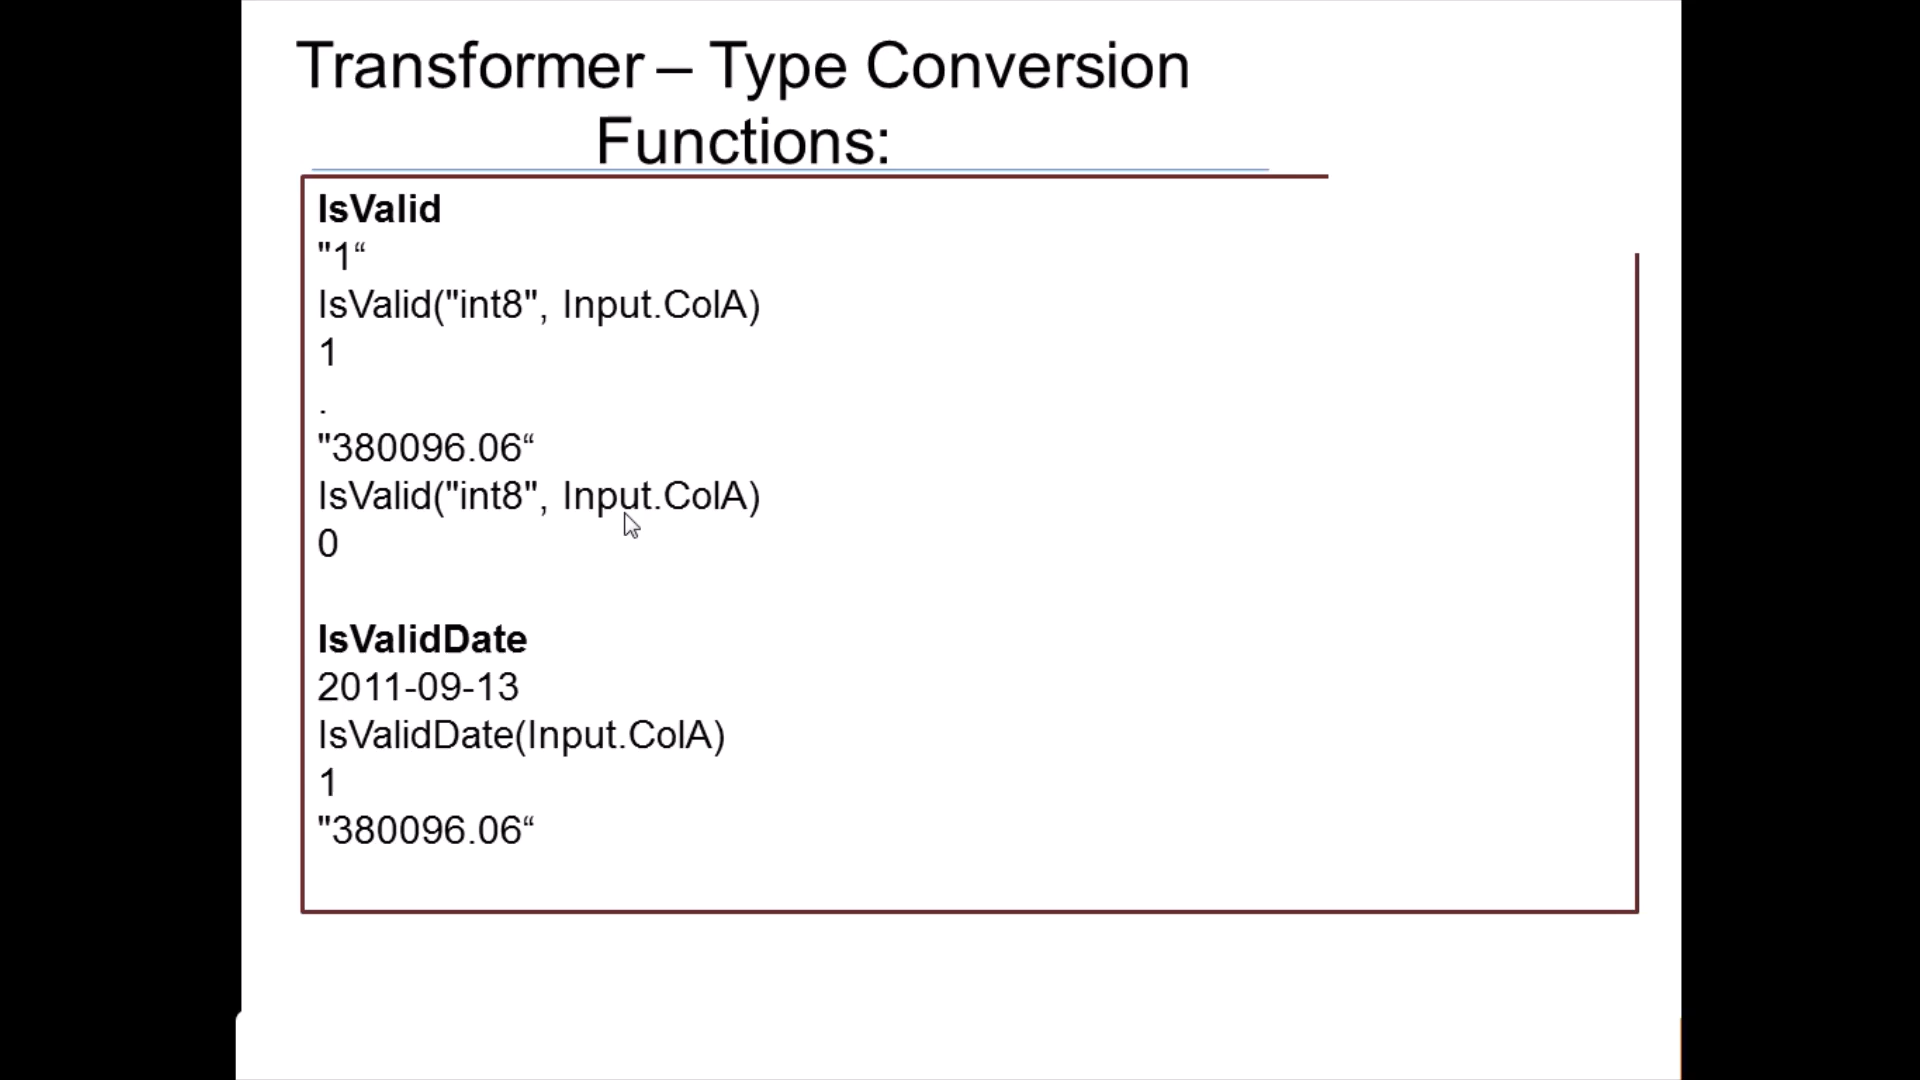 Transformer – Type Conversion
Functions:
IsValid
"1“
IsValid("int8", Input.ColA)
1
.
"380096.06“
IsValid("int8", Input.ColA)
0
IsValidDate
2011-09-13
IsValidDate(Input.ColA)
1
"380096.06“